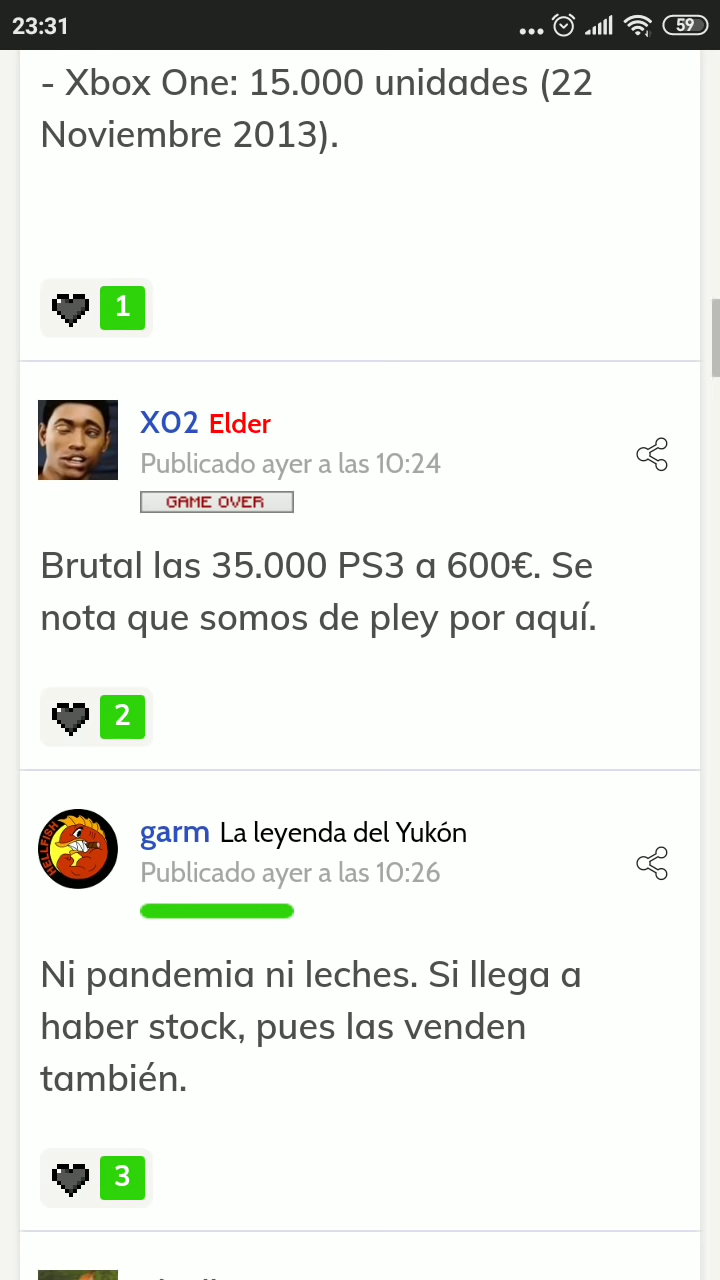 23:31
59
- Xbox One: 15.000 unidades (22
Noviembre 2013).
1
XO2 Elder
Publicado ayer a las 10:24
GAME OVER
Brutal las 35.000 PS3 a 600€. Se
nota que somos de pley por aquí.
2
HELLFISH
garm La leyenda del Yukón
Publicado ayer a las 10:26
Ni pandemia ni leches. Si llega a
haber stock, pues las venden
también.
3